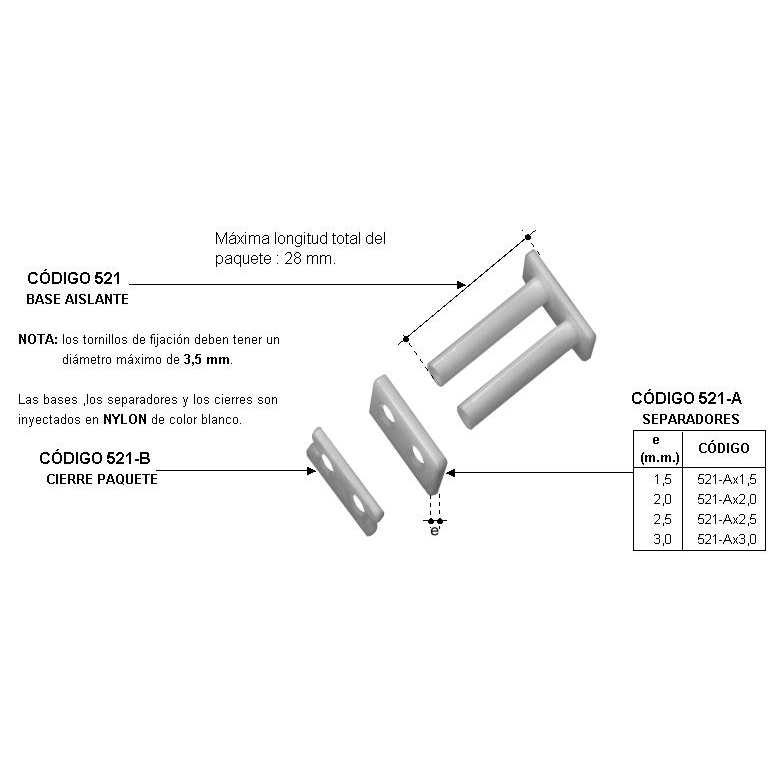 Máxima longitud total del
paquete : 28 mm.
CÓDIGO 521
BASE AISLANTE
NOTA: los tornillos de fijación deben tener un
diámetro máximo de 3,5 mm.
Las bases ,los separadores y los cierres son
inyectados en NYLON de color blanco.
CÓDIGO 521-B
CIERRE PAQUETE
e
CÓDIGO 521-A
SEPARADORES
e
(m.m.) CÓDIGO
1,5 521-Ax1,5
2,0 521-Ax2,0
2,5 521-Ax2,5
3,0 521-Ax3,0